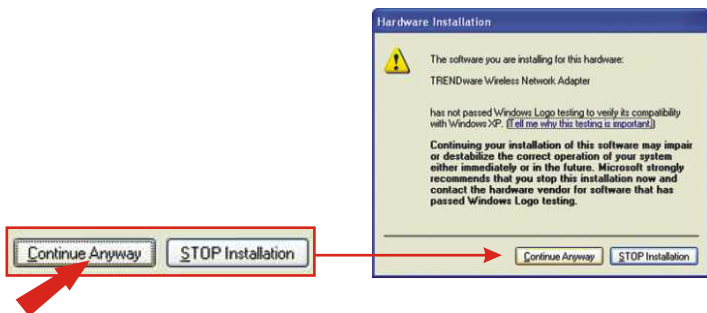 Hardware Installation
The software you are installing for this hardware:
TRENDware Wireless Network Adapter
has not passed Windows Logo testing to verify its compatibility
with Windows XP. (Tell me why this testing is important.)
Continuing your installation of this software may impair
or destabilize the correct operation of your system
either immediately or in the future. Microsoft strongly
recommends that you stop this installation now and
contact the hardware vendor for software that has
passed Windows Logo testing.
Continue Anyway STOP Installation
Continue Anyway STOP Installation